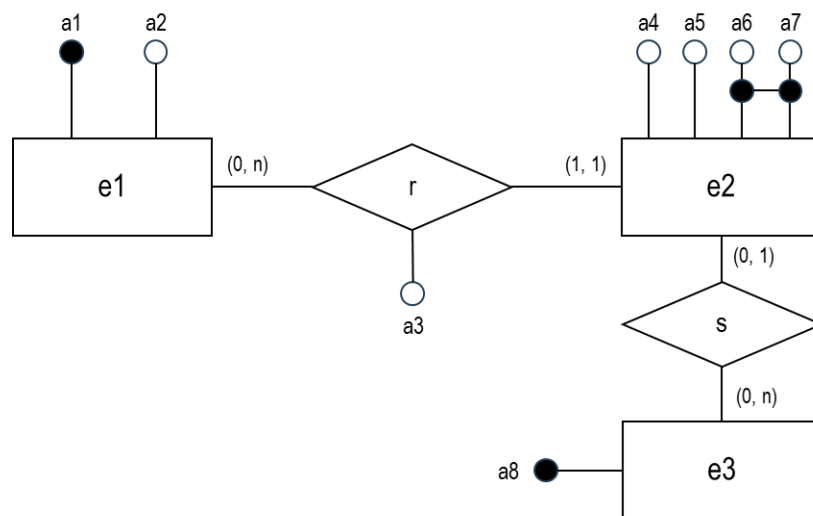 a1 a2 a4 a5 a6 a7
e1 (0, n) r (1, 1) e2
(0, 1)
a3
s
(0, n)
a8 e3